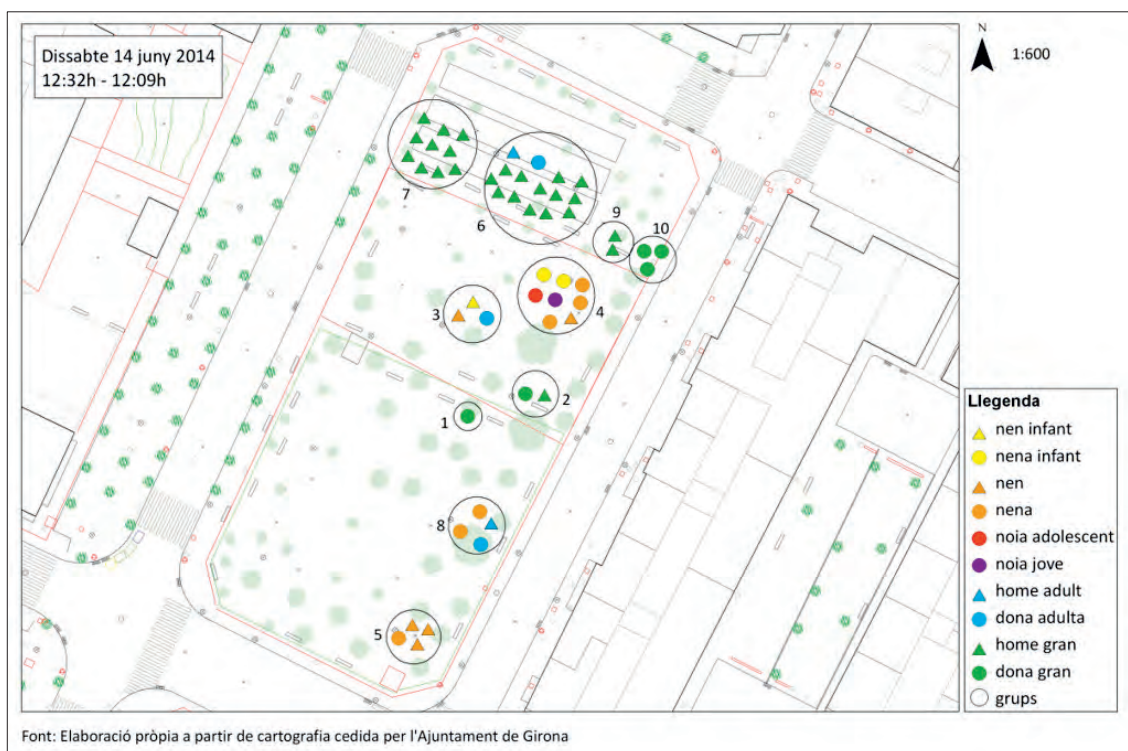 Dissabte 14 juny 2014
12:32h - 12:09h
N
1:600
7
6
9
10
3
4
2
1
8
5
Llegenda
nen infant
nena infant
nen
nena
noia adolescent
noia jove
home adult
dona adulta
home gran
dona gran
grups
Font: Elaboració pròpia a partir de cartografia cedida per l'Ajuntament de Girona